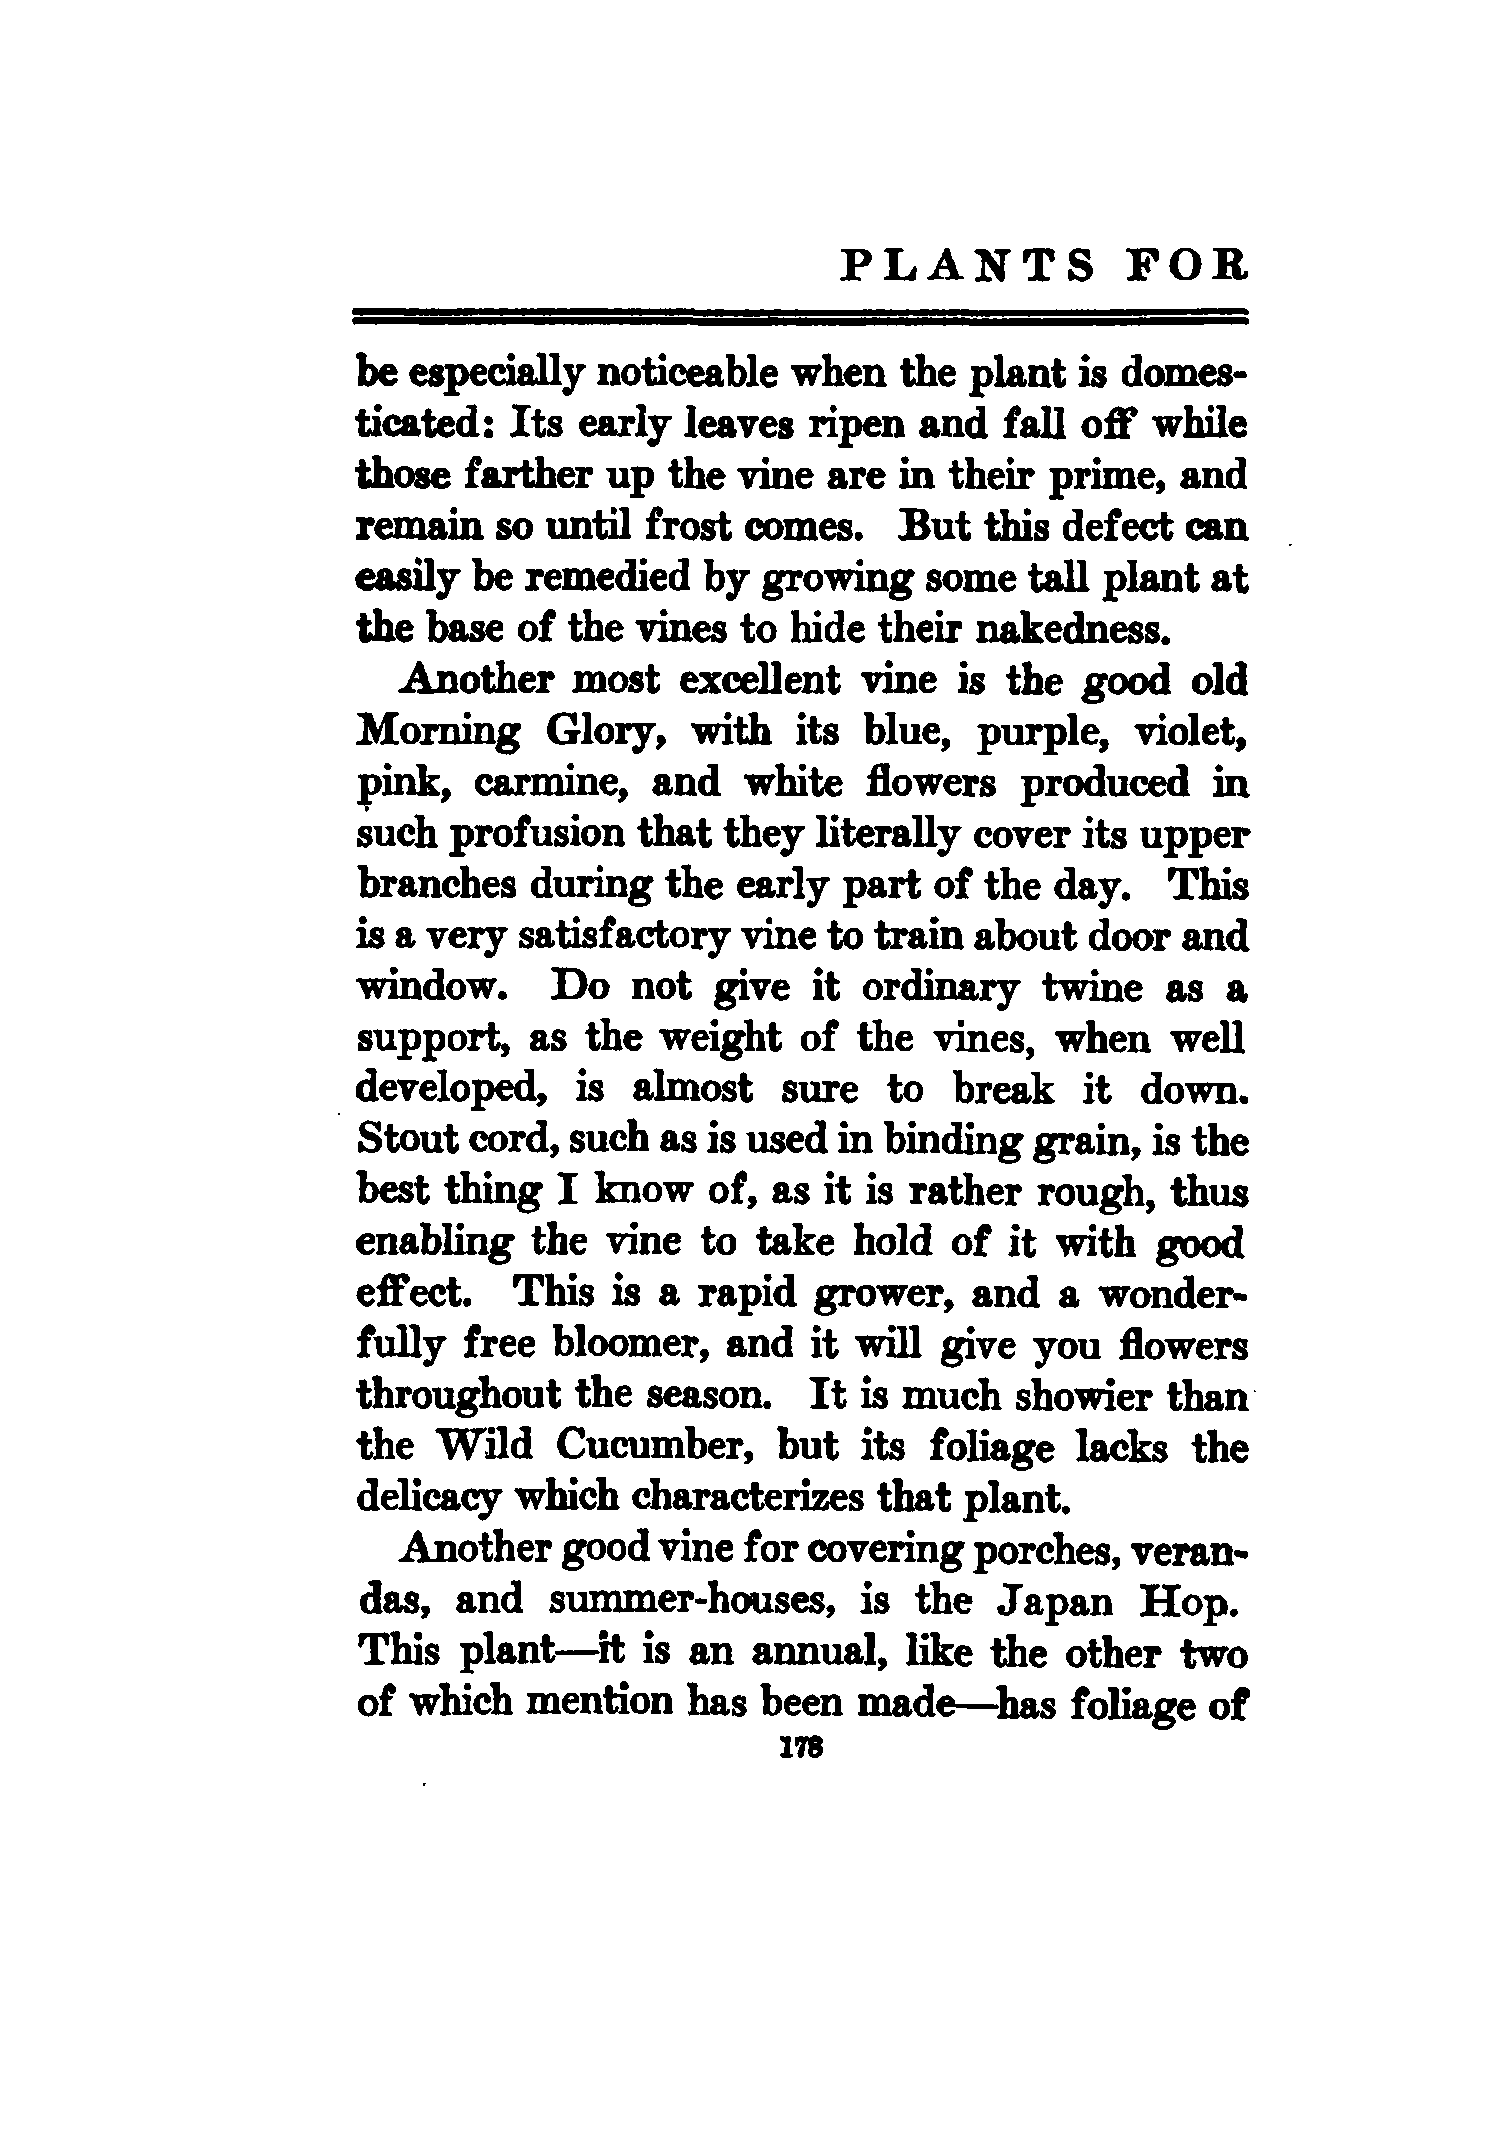 PLANTS FOR
be especially noticeable when the plant is domes-
ticated: Its early leaves ripen and fall off while
those farther up the vine are in their prime, and
remain so until frost comes. But this defect can
easily be remedied by growing some tall plant at
the base of the vines to hide their nakedness.
Another most excellent vine is the good old
Morning Glory, with its blue, purple, violet,
pink, carmine, and white flowers produced in
such profusion that they literally cover its upper
branches during the early part of the day. This
is a very satisfactory vine to train about door and
window. Do not give it ordinary twine as a
support, as the weight of the vines, when well
developed, is almost sure to break it down.
Stout cord, such as is used in binding grain, is the
best thing I know of, as it is rather rough, thus
enabling the vine to take hold of it with good
effect. This is a rapid grower, and a wonder-
fully free bloomer, and it will give you flowers
throughout the season. It is much showier than
the Wild Cucumber, but its foliage lacks the
delicacy which characterizes that plant.
Another good vine for covering porches, veran-
das, and summer-houses, is the Japan Hop.
This plant—it is an annual, like the other two
of which mention has been made—has foliage of
178